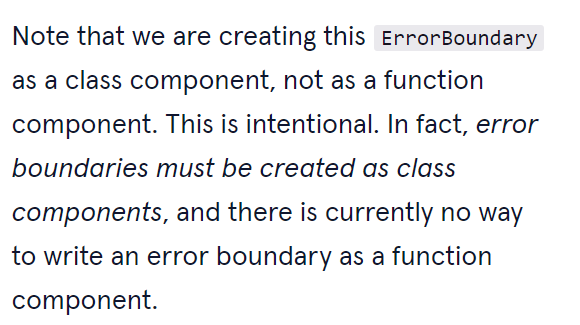 Note that we are creating this ErrorBoundary
as a class component, not as a function
component. This is intentional. In fact, error
boundaries must be created as class
components, and there is currently no way
to write an error boundary as a function
component.